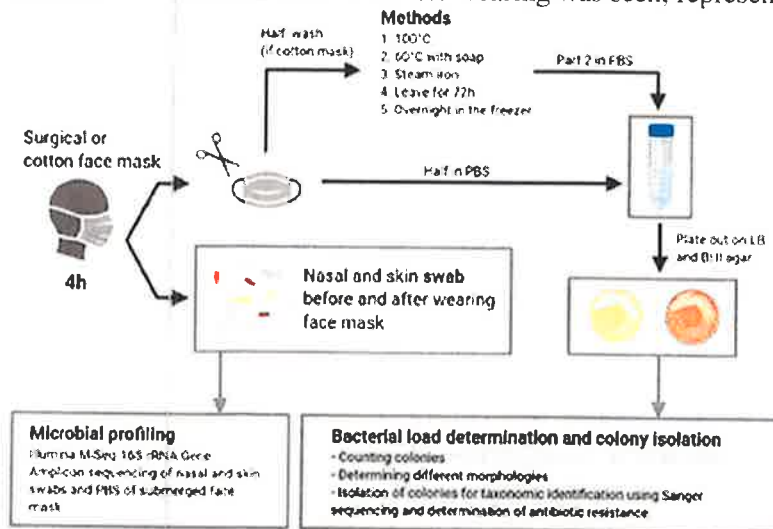 was seen, represen
Methods
Half wash
(if cotton mask)
1. 100°C
2. 60°C with soap
3. Steam iron
4. Leave for 72h
5. Overnight in the freezer
Part 2 in PBS
Surgical or
cotton face mask
4h
Half in PBS
Plate out on LB
and BHI agar
Nasal and skin swab
before and after wearing
face mask
Microbial profiling
Illumina MiSeq 16S rRNA Gene
Amplicon sequencing of nasal and skin
swabs and PBS of submerged face
mask
Bacterial load determination and colony isolation
- Counting colonies
- Determining different morphologies
- Isolation of colonies for taxonomic identification using Sanger
sequencing and determination of antibiotic resistance